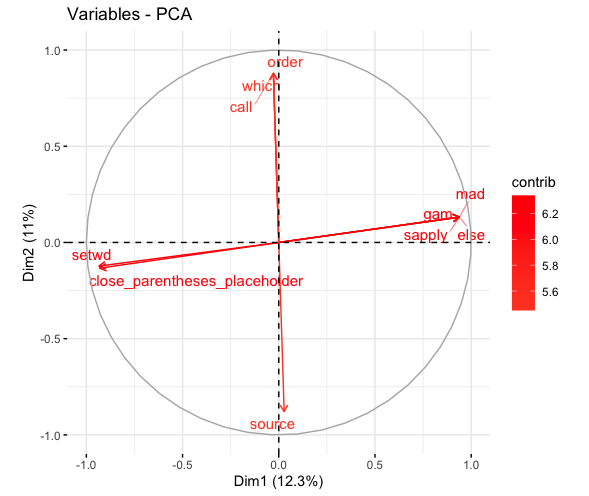 Variables - PCA
1.0
0.5
0.0
-0.5
-1.0
Dim2 (11%)
order
which
call
mad
gam
sapply
else
setwd
close_parentheses_placeholder
source
-1.0
-0.5
0.0
0.5
1.0
Dim1 (12.3%)
contrib
6.2
6.0
5.8
5.6